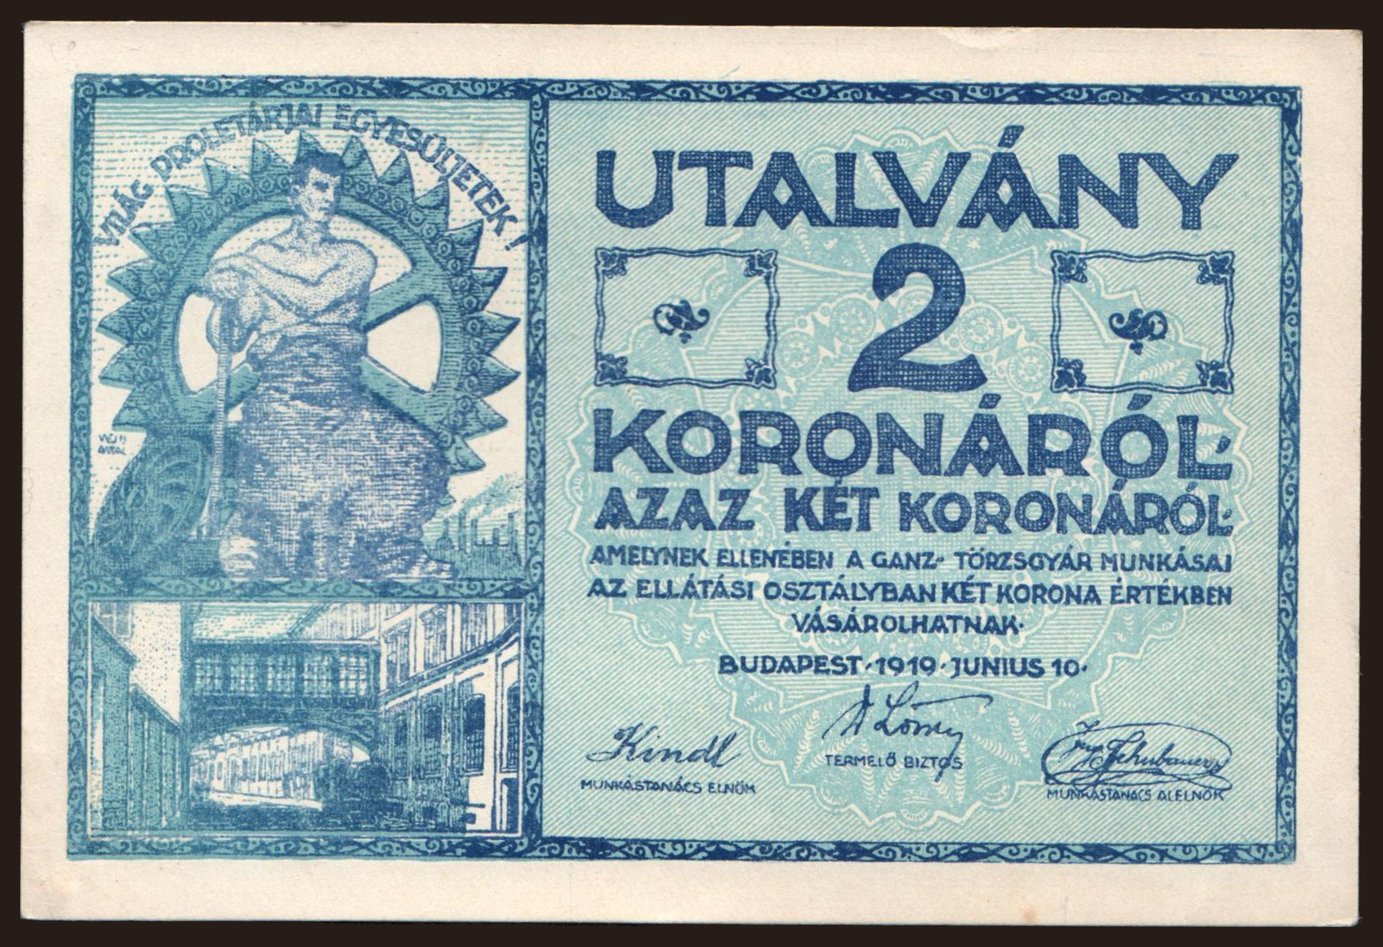 VILÁG PROLETÁRJAI EGYESÜLJETEK!
UTALVÁNY
2
KORONÁRÓL·
AZAZ KÉT KORONÁRÓL·
AMELYNEK ELLENÉBEN A GANZ- TÖRZSGYÁR MUNKÁSAI
AZ ELLÁTÁSI OSZTÁLYBAN KÉT KORONA ÉRTÉKBEN
VÁSÁROLHATNAK·
BUDAPEST·1919·JUNIUS 10·
Kindl
MUNKÁSTANÁCS ELNÖK
TERMELŐ BIZTOS
MUNKÁSTANÁCS ALELNÖK